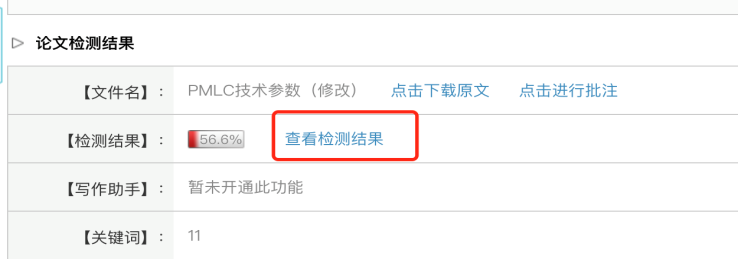 论文检测结果
【文件名】： PMLC技术参数（修改） 点击下载原文 点击进行批注
【检测结果】： 56.6% 查看检测结果
【写作助手】： 暂未开通此功能
【关键词】： 11